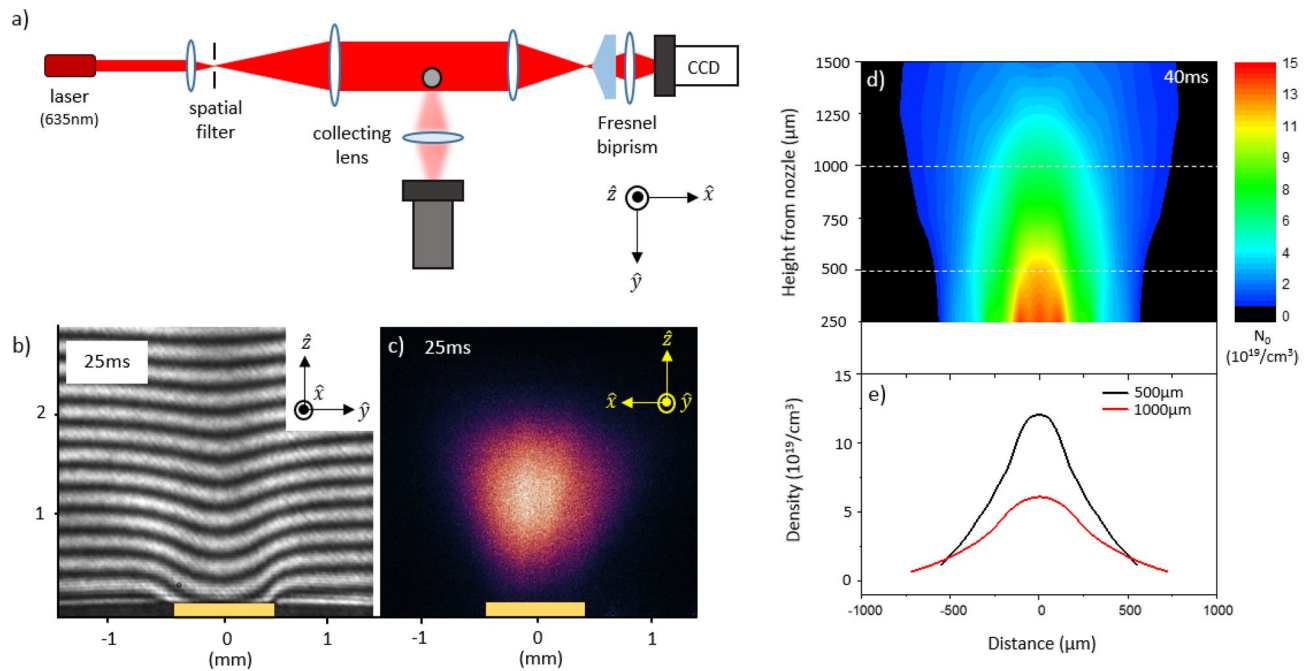 a)
laser
(635nm)
spatial
filter
collecting
lens
Fresnel
biprism
CCD
ẑ
x̂
ŷ
b)
25ms
ẑ
x̂
ŷ
2
1
-1
0
1
(mm)
c)
25ms
ẑ
x̂
ŷ
-1
0
1
(mm)
d)
40ms
Height from nozzle (µm)
1500
1250
1000
750
500
250
15
13
11
9
8
6
4
2
0
N₀
(10¹⁹/cm³)
e)
500µm
1000µm
Density (10¹⁹/cm³)
15
10
5
0
-1000
-500
0
500
1000
Distance (µm)